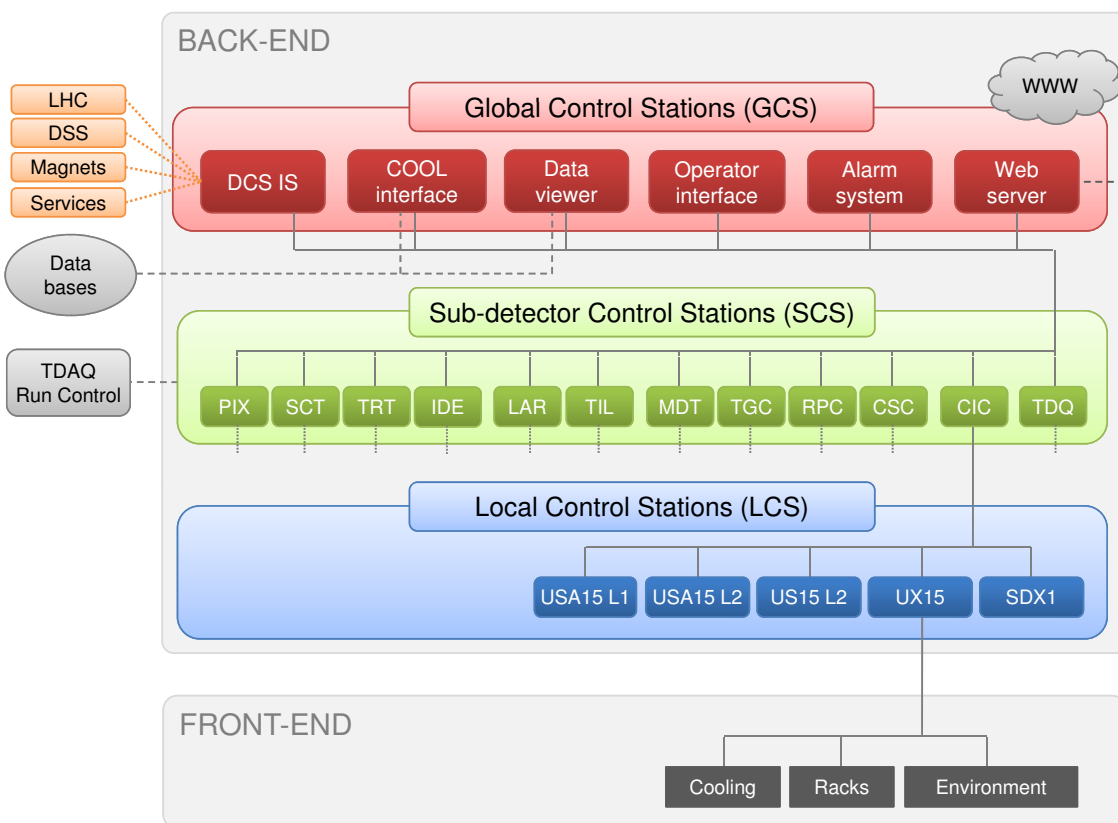 BACK-END
WWW
LHC
DSS
Magnets
Services
Global Control Stations (GCS)
DCS IS
COOL
interface
Data
viewer
Operator
interface
Alarm
system
Web
server
Data
bases
Sub-detector Control Stations (SCS)
TDAQ
Run Control
PIX
SCT
TRT
IDE
LAR
TIL
MDT
TGC
RPC
CSC
CIC
TDQ
Local Control Stations (LCS)
USA15 L1
USA15 L2
US15 L2
UX15
SDX1
FRONT-END
Cooling
Racks
Environment